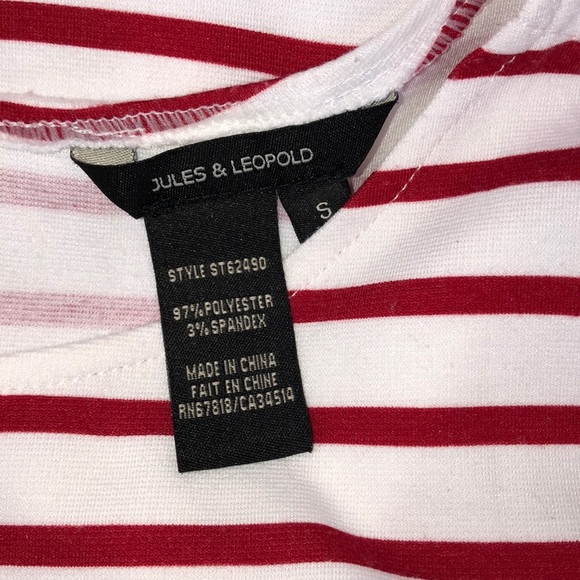 JULES & LEOPOLD
S
STYLE ST62490
97%POLYESTER
3% SPANDEX
MADE IN CHINA
FAIT EN CHINE
RN67818/CA34514